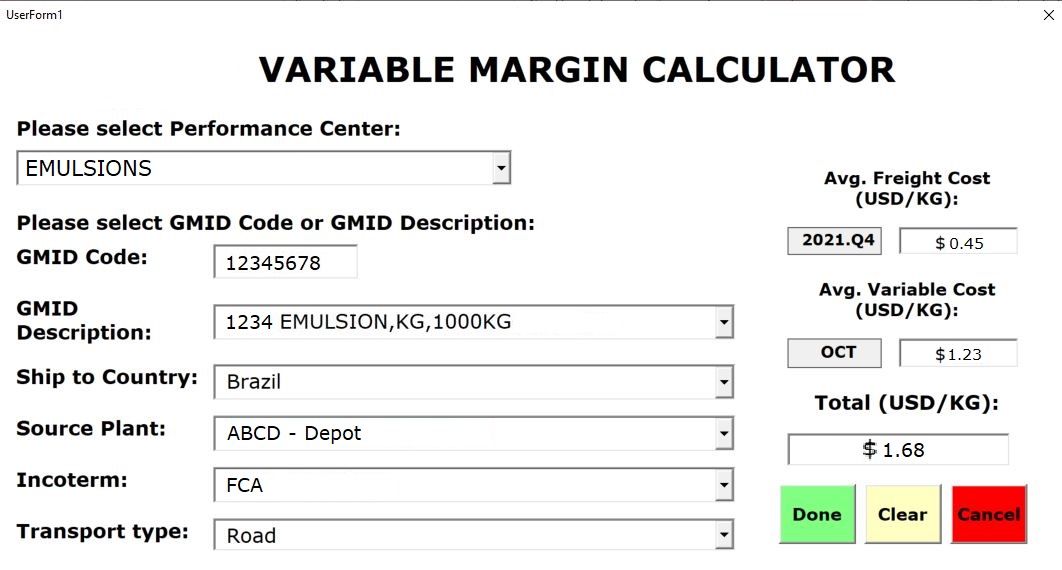 UserForm1
VARIABLE MARGIN CALCULATOR
Please select Performance Center:
EMULSIONS
Please select GMID Code or GMID Description:
GMID Code:
12345678
GMID
Description:
1234 EMULSION,KG,1000KG
Ship to Country:
Brazil
Source Plant:
ABCD - Depot
Incoterm:
FCA
Transport type:
Road
Avg. Freight Cost
(USD/KG):
2021.Q4
$ 0.45
Avg. Variable Cost
(USD/KG):
OCT
$1.23
Total (USD/KG):
$ 1.68
Done
Clear
Cancel